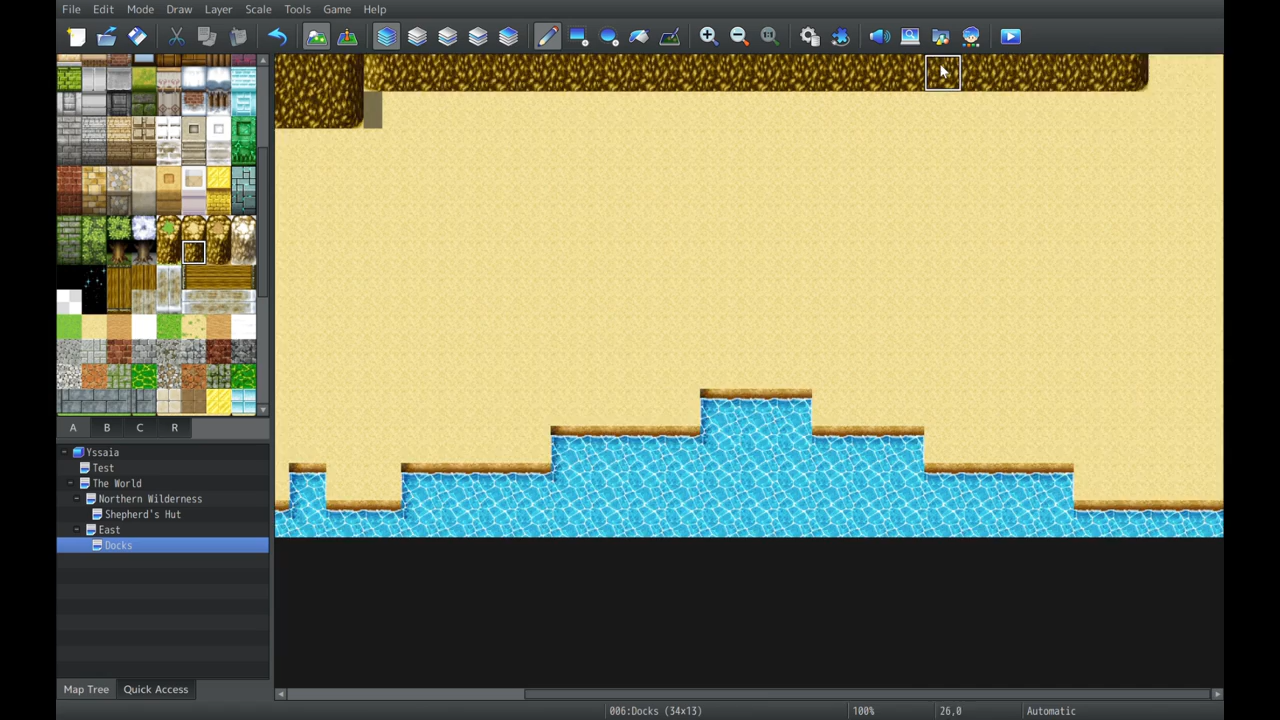 File Edit Mode Draw Layer Scale Tools Game Help
A B C R
Yssaia
Test
The World
Northern Wilderness
Shepherd's Hut
East
Docks
Map Tree Quick Access
006:Docks (34x13) 100% 26,0 Automatic